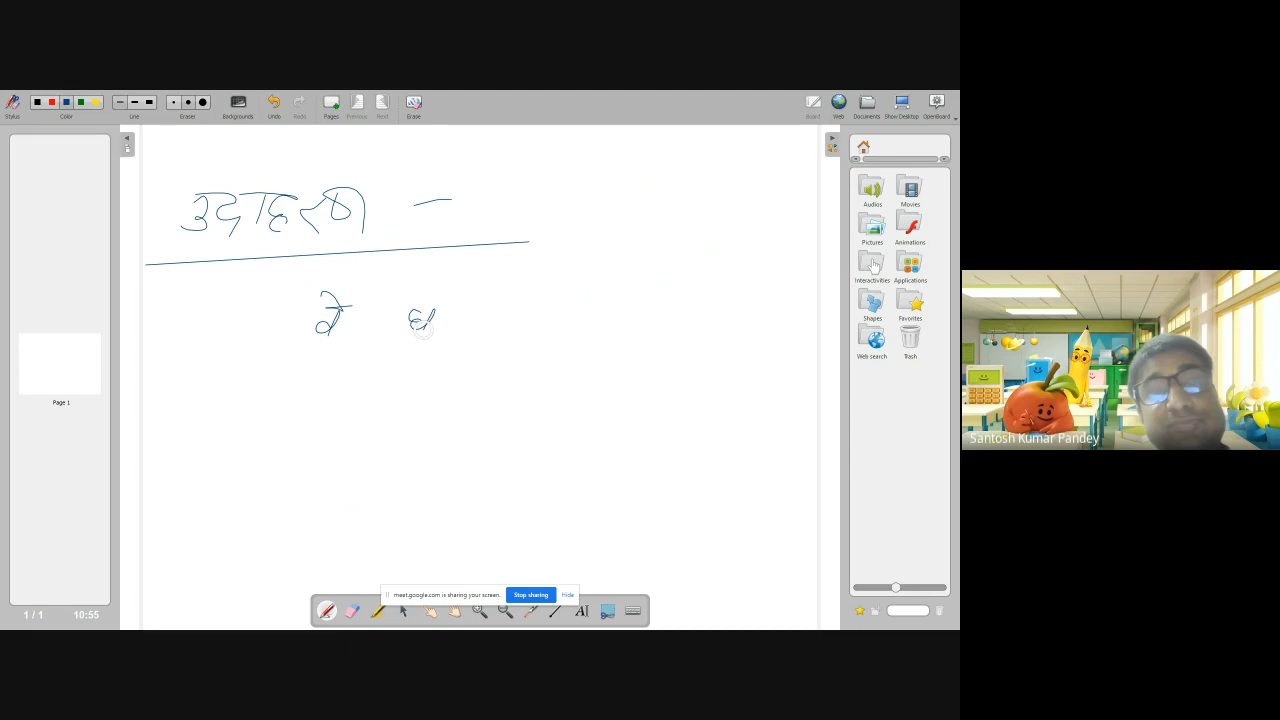 Stylus Color Line Eraser Backgrounds Undo Redo Pages Previous Next Erase Board Web Documents Show Desktop OpenBoard
उदाहरण —
Audios Movies
Pictures Animations
Interactivities Applications
Shapes Favorites
Web search Trash
Page 1
Santosh Kumar Pandey
meet.google.com is sharing your screen. Stop sharing Hide
1 / 1 10:55